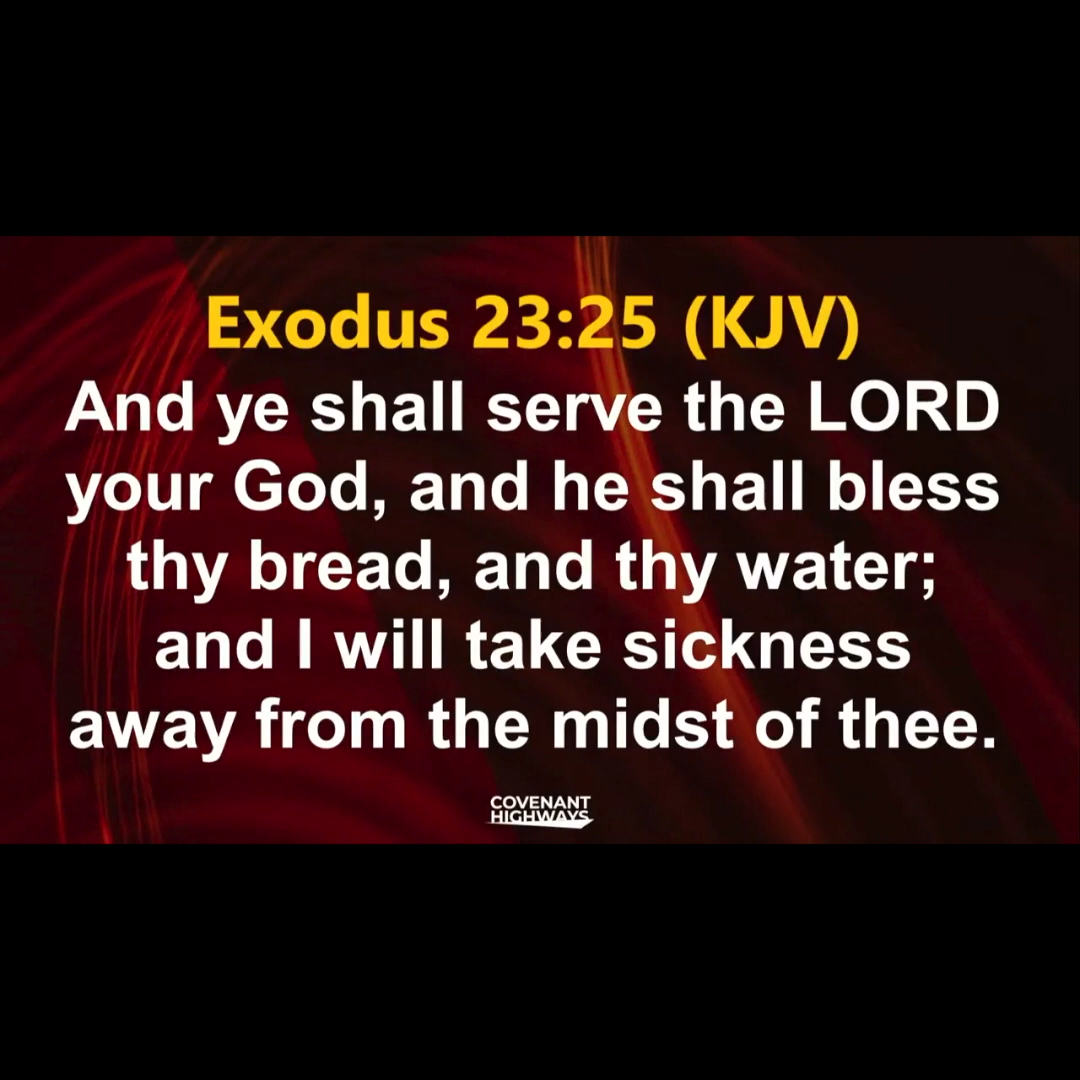 Exodus 23:25 (KJV)
And ye shall serve the LORD
your God, and he shall bless
thy bread, and thy water;
and I will take sickness
away from the midst of thee.
COVENANT
HIGHWAYS